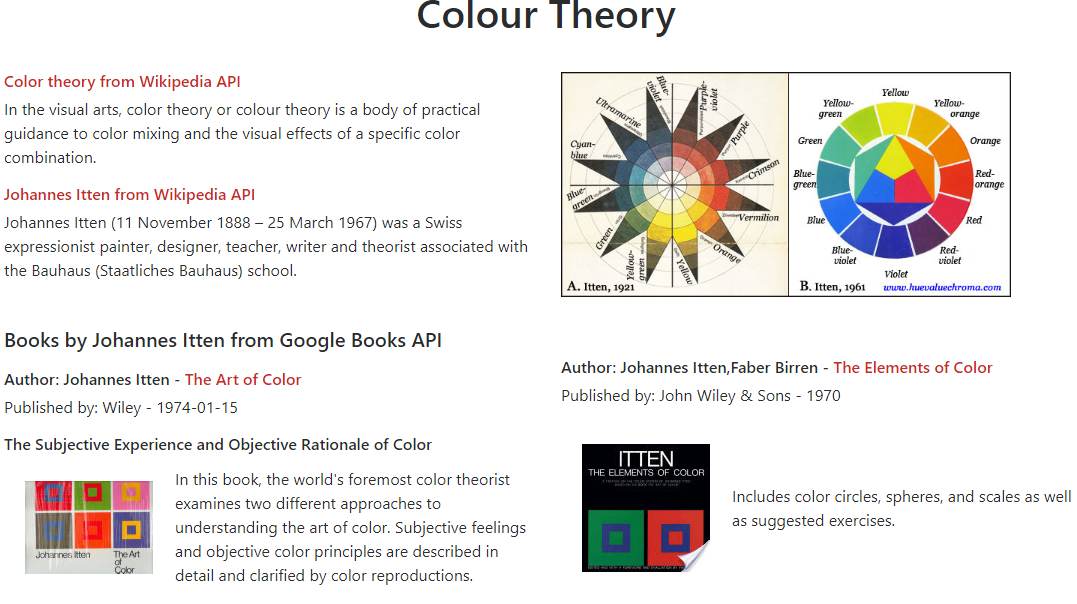 Colour Theory
Color theory from Wikipedia API
In the visual arts, color theory or colour theory is a body of practical
guidance to color mixing and the visual effects of a specific color
combination.
Johannes Itten from Wikipedia API
Johannes Itten (11 November 1888 – 25 March 1967) was a Swiss
expressionist painter, designer, teacher, writer and theorist associated with
the Bauhaus (Staatliches Bauhaus) school.
Blue-
violet
Purple-
violet
Purple
Crimson
Vermilion
Orange
Yellow
Yellow-
green
Green
Blue-
green
Cyan-
blue
Ultramarine
A. Itten, 1921
Yellow
Yellow-
orange
Orange
Red-
orange
Red
Red-
violet
Violet
Blue-
violet
Blue
Blue-
green
Green
Yellow-
green
B. Itten, 1961
www.huevaluechroma.com
Books by Johannes Itten from Google Books API
Author: Johannes Itten - The Art of Color
Published by: Wiley - 1974-01-15
The Subjective Experience and Objective Rationale of Color
Johannes Itten
The Art
of
Color
In this book, the world's foremost color theorist
examines two different approaches to
understanding the art of color. Subjective feelings
and objective color principles are described in
detail and clarified by color reproductions.
Author: Johannes Itten,Faber Birren - The Elements of Color
Published by: John Wiley & Sons - 1970
ITTEN
THE ELEMENTS OF COLOR
Includes color circles, spheres, and scales as well
as suggested exercises.